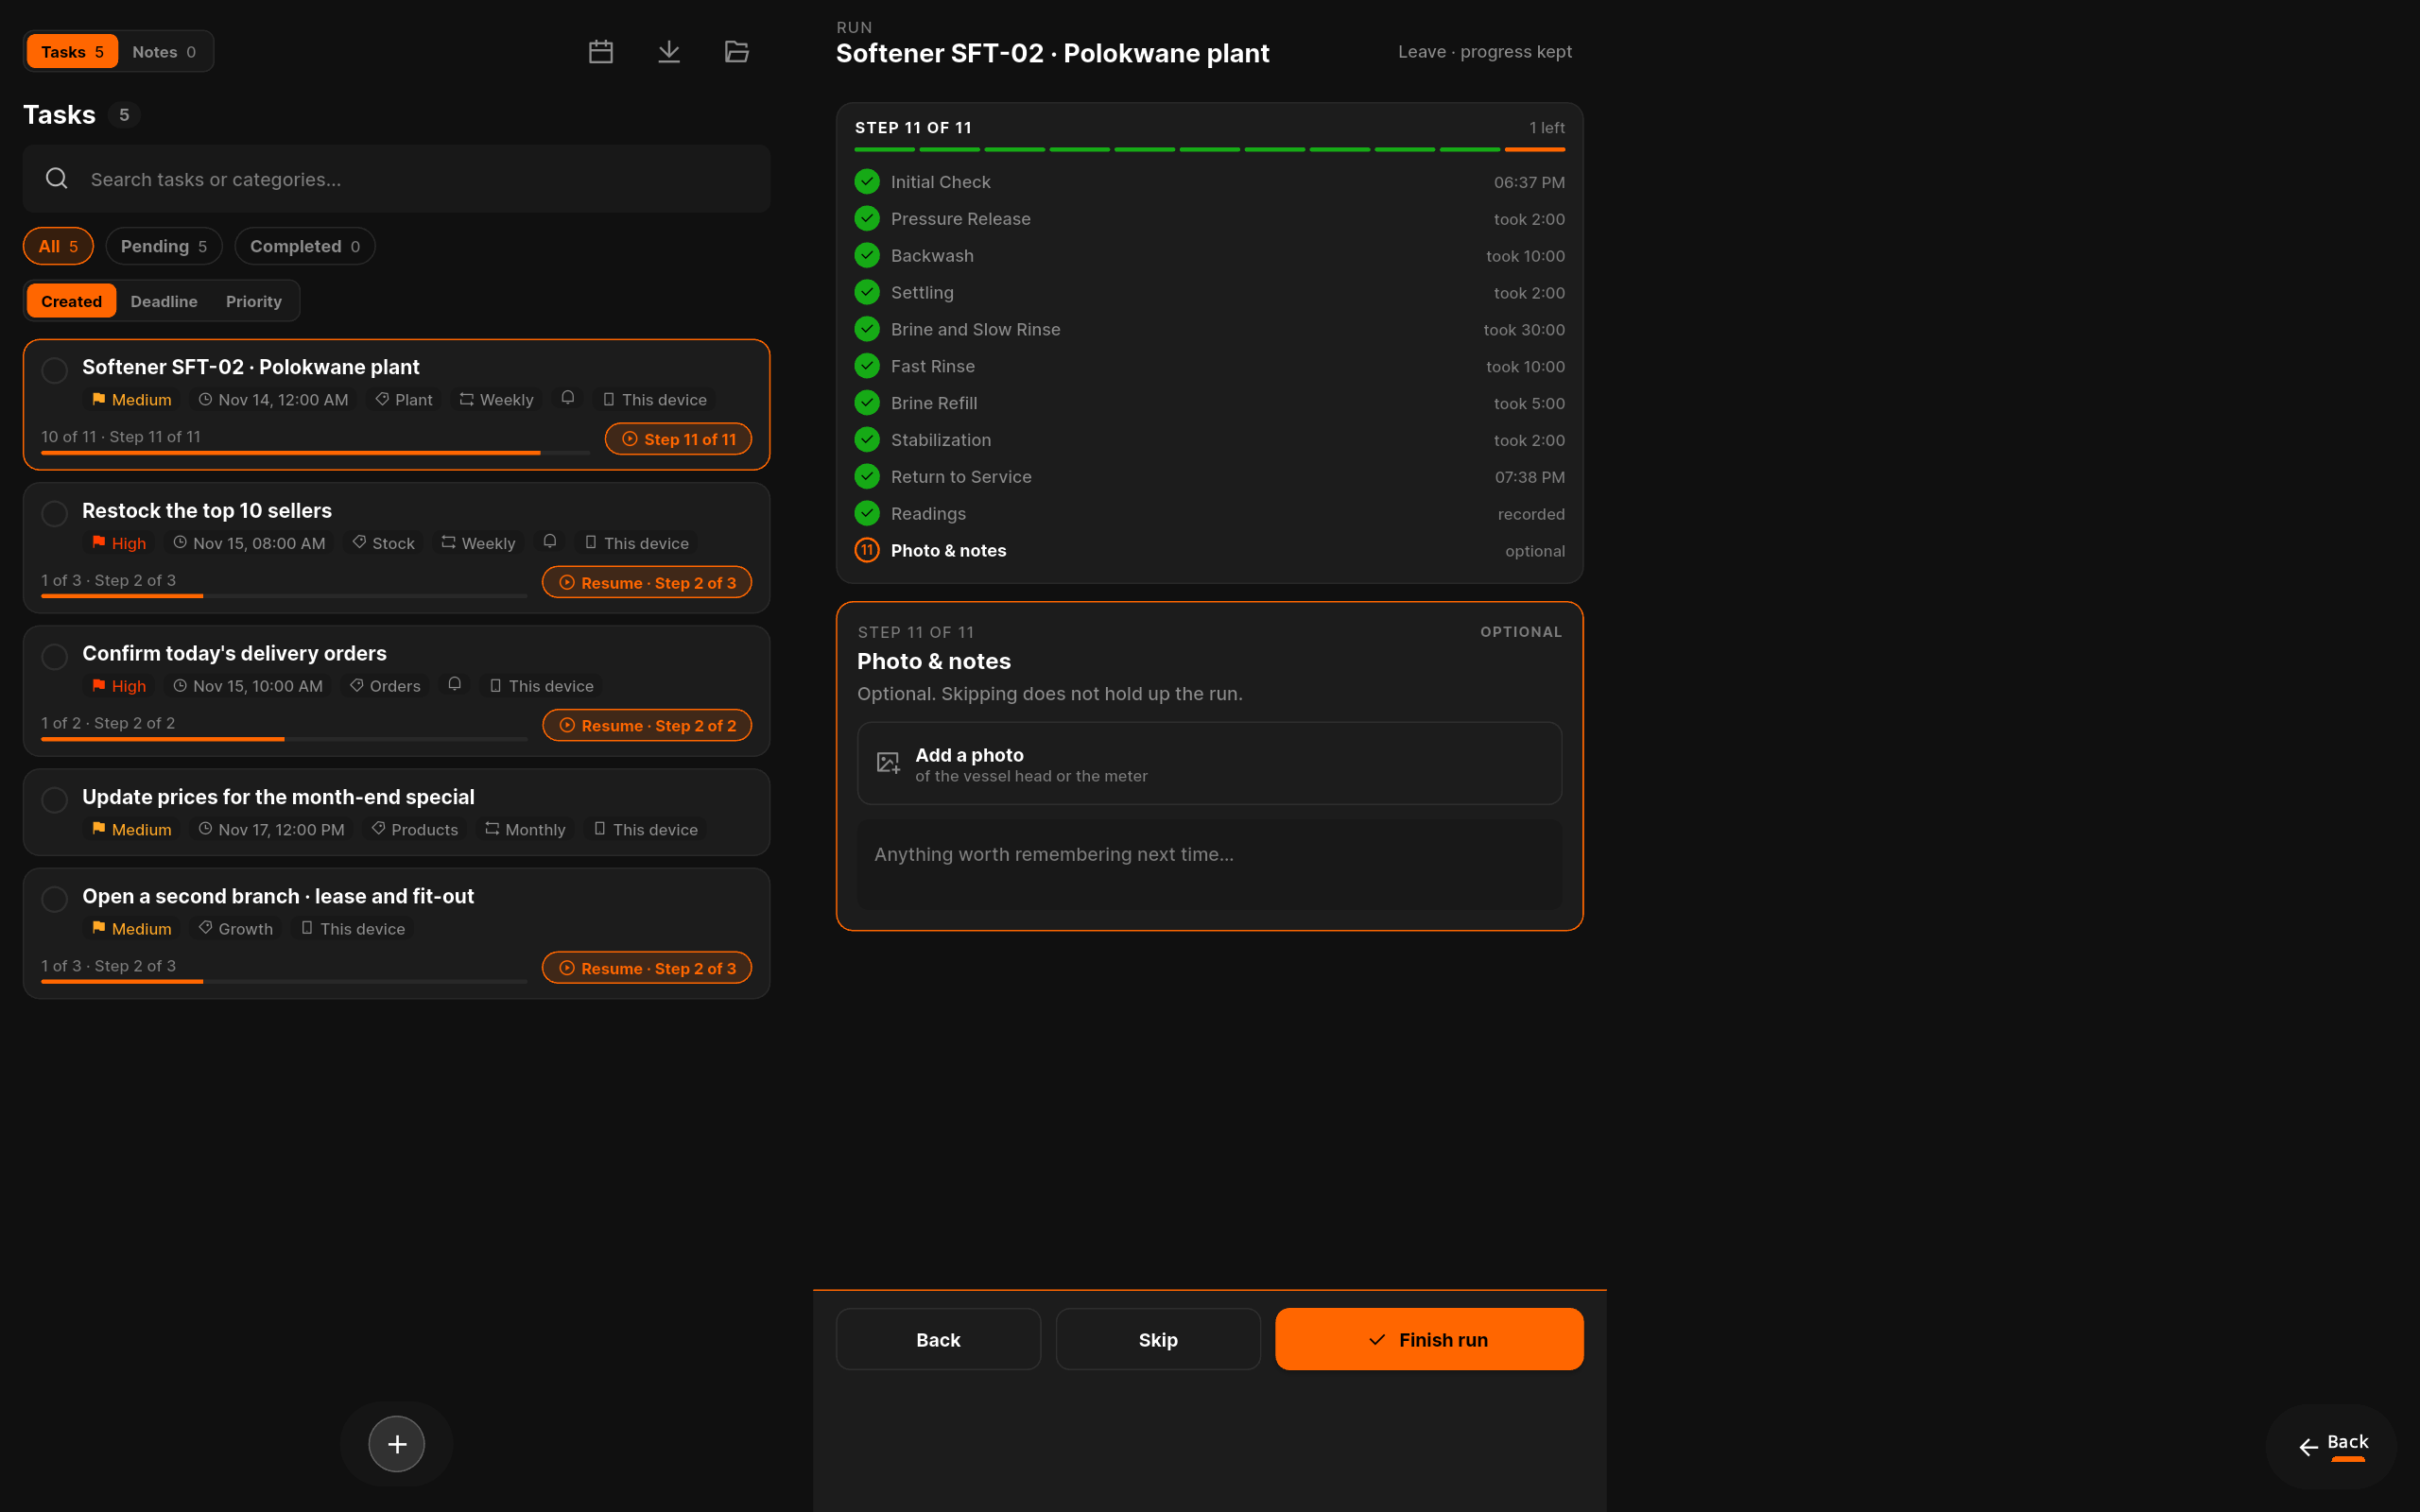 Tasks 5
Notes 0
Tasks 5
Search tasks or categories...
All 5
Pending 5
Completed 0
Created
Deadline
Priority
Softener SFT-02 · Polokwane plant
Medium
Nov 14, 12:00 AM
Plant
Weekly
This device
10 of 11 · Step 11 of 11
Step 11 of 11
Restock the top 10 sellers
High
Nov 15, 08:00 AM
Stock
Weekly
This device
1 of 3 · Step 2 of 3
Resume · Step 2 of 3
Confirm today's delivery orders
High
Nov 15, 10:00 AM
Orders
This device
1 of 2 · Step 2 of 2
Resume · Step 2 of 2
Update prices for the month-end special
Medium
Nov 17, 12:00 PM
Products
Monthly
This device
Open a second branch · lease and fit-out
Medium
Growth
This device
1 of 3 · Step 2 of 3
Resume · Step 2 of 3
RUN
Softener SFT-02 · Polokwane plant
Leave · progress kept
STEP 11 OF 11
1 left
Initial Check 06:37 PM
Pressure Release took 2:00
Backwash took 10:00
Settling took 2:00
Brine and Slow Rinse took 30:00
Fast Rinse took 10:00
Brine Refill took 5:00
Stabilization took 2:00
Return to Service 07:38 PM
Readings recorded
11 Photo & notes optional
STEP 11 OF 11
OPTIONAL
Photo & notes
Optional. Skipping does not hold up the run.
Add a photo
of the vessel head or the meter
Anything worth remembering next time...
Back
Skip
Finish run
Back